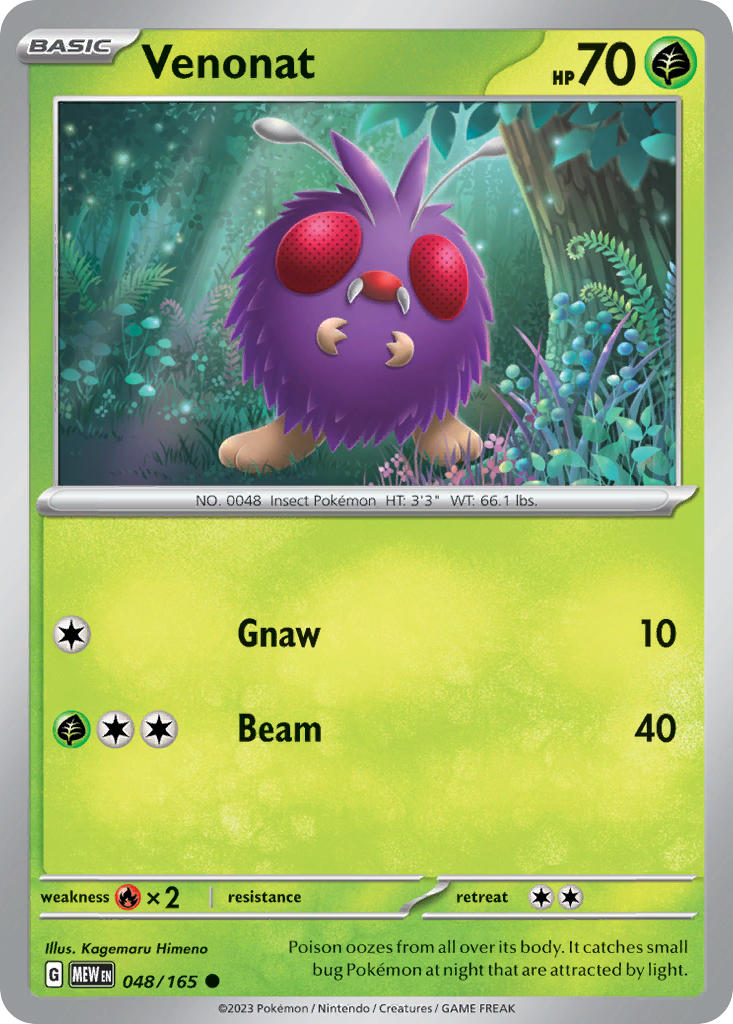 BASIC Venonat HP 70
NO. 0048 Insect Pokémon HT: 3'3" WT: 66.1 lbs.
Gnaw 10
Beam 40
weakness ×2 resistance retreat
Illus. Kagemaru Himeno
Poison oozes from all over its body. It catches small
bug Pokémon at night that are attracted by light.
G MEW EN 048/165
©2023 Pokémon / Nintendo / Creatures / GAME FREAK